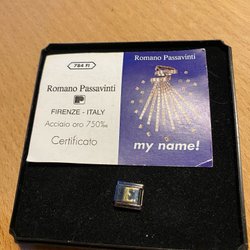 784 FI
Romano Passavinti
FIRENZE - ITALY
Acciaio oro 750‰
Certificato
Romano Passavinti
my name!